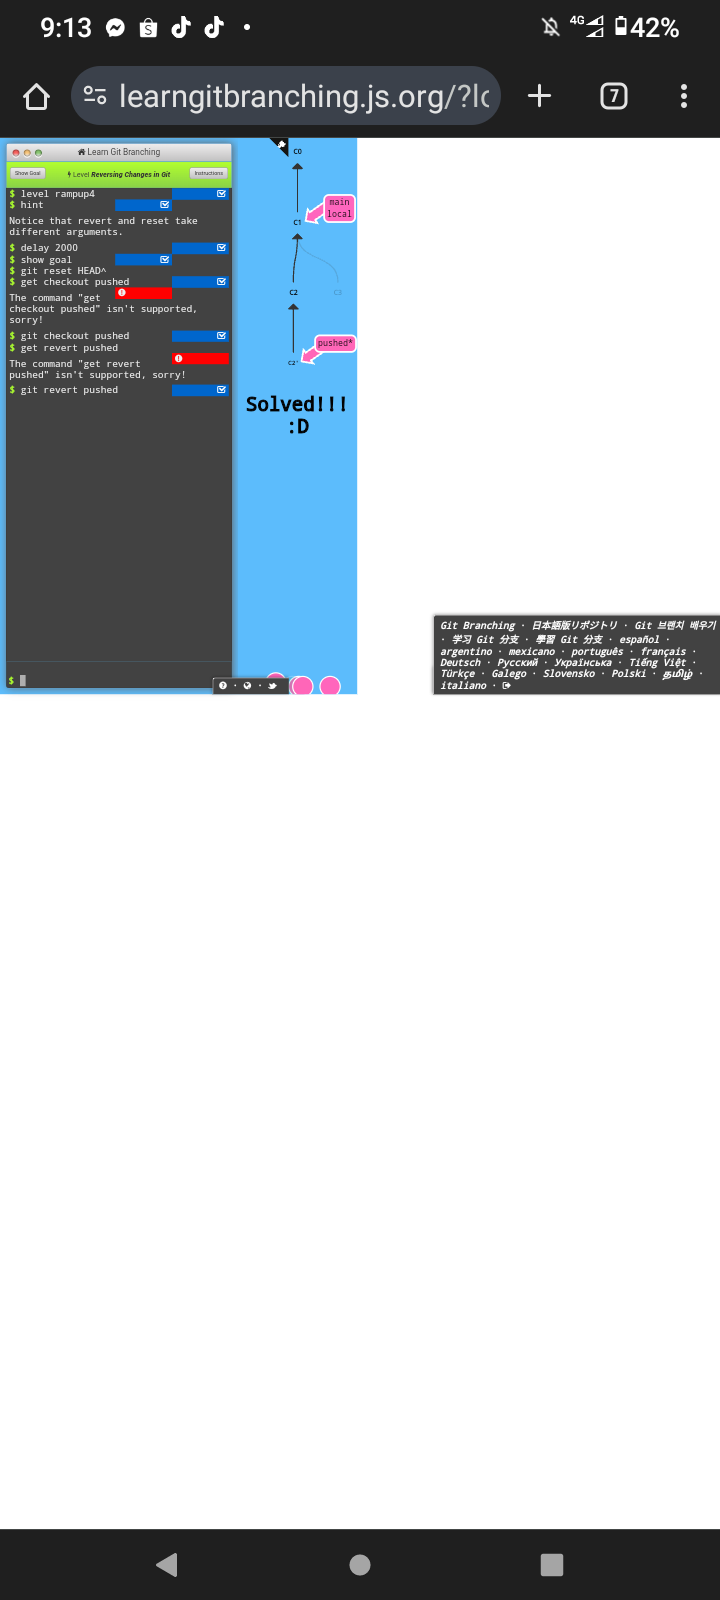 9:13
4G 42%
learngitbranching.js.org/?lo
7
Learn Git Branching
Show Goal
Level Reversing Changes in Git
Instructions
$ level rampup4
$ hint
Notice that revert and reset take
different arguments.
$ delay 2000
$ show goal
$ git reset HEAD^
$ get checkout pushed
The command "get
checkout pushed" isn't supported,
sorry!
$ git checkout pushed
$ get revert pushed
The command "get revert
pushed" isn't supported, sorry!
$ git revert pushed
$
C0
main
local
C1
C2
C3
pushed*
C2'
Solved!!!
:D
Git Branching · 日本語版リポジトリ · Git 브랜치 배우기
· 学习 Git 分支 · 學習 Git 分支 · español ·
argentino · mexicano · português · français ·
Deutsch · Русский · Українська · Tiếng Việt ·
Türkçe · Galego · Slovensko · Polski · தமிழ் ·
italiano ·